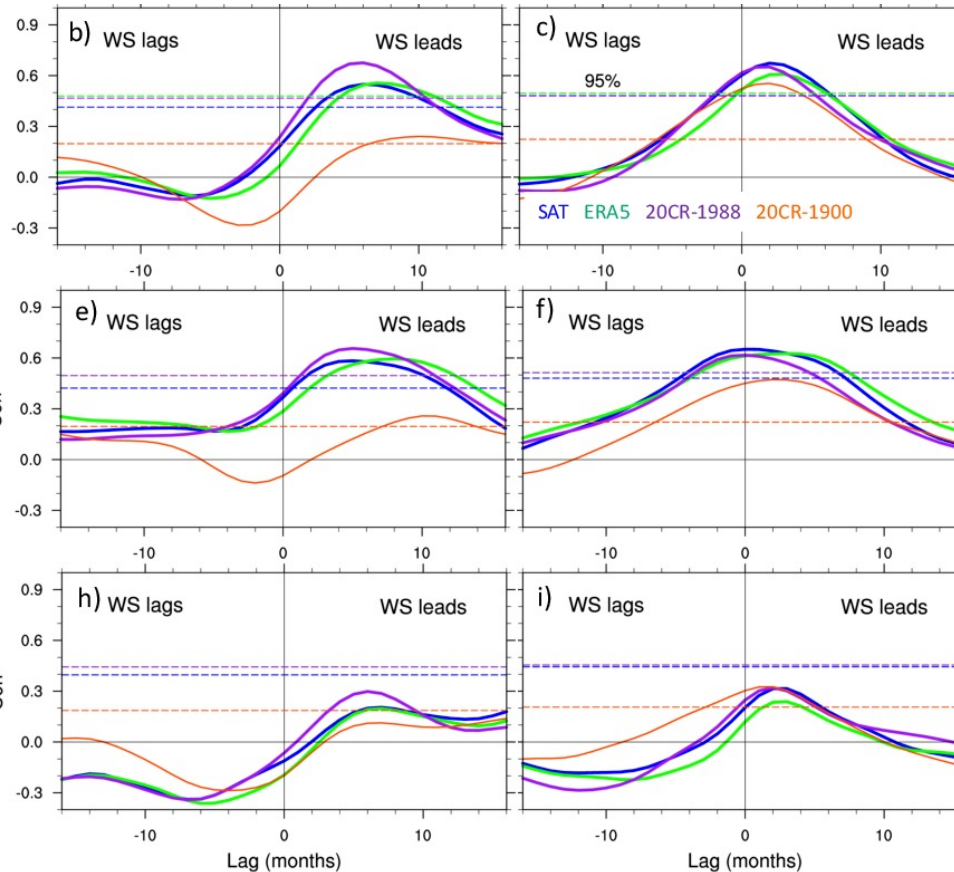 b) WS lags WS leads
0.9
0.6
0.3
0.0
-0.3
-10 0 10
c) WS lags WS leads
95%
SAT ERA5 20CR-1988 20CR-1900
-10 0 10
e) WS lags WS leads
0.9
0.6
0.3
0.0
-0.3
-10 0 10
f) WS lags WS leads
-10 0 10
h) WS lags WS leads
0.9
0.6
0.3
0.0
-0.3
-10 0 10
Lag (months)
i) WS lags WS leads
-10 0 10
Lag (months)